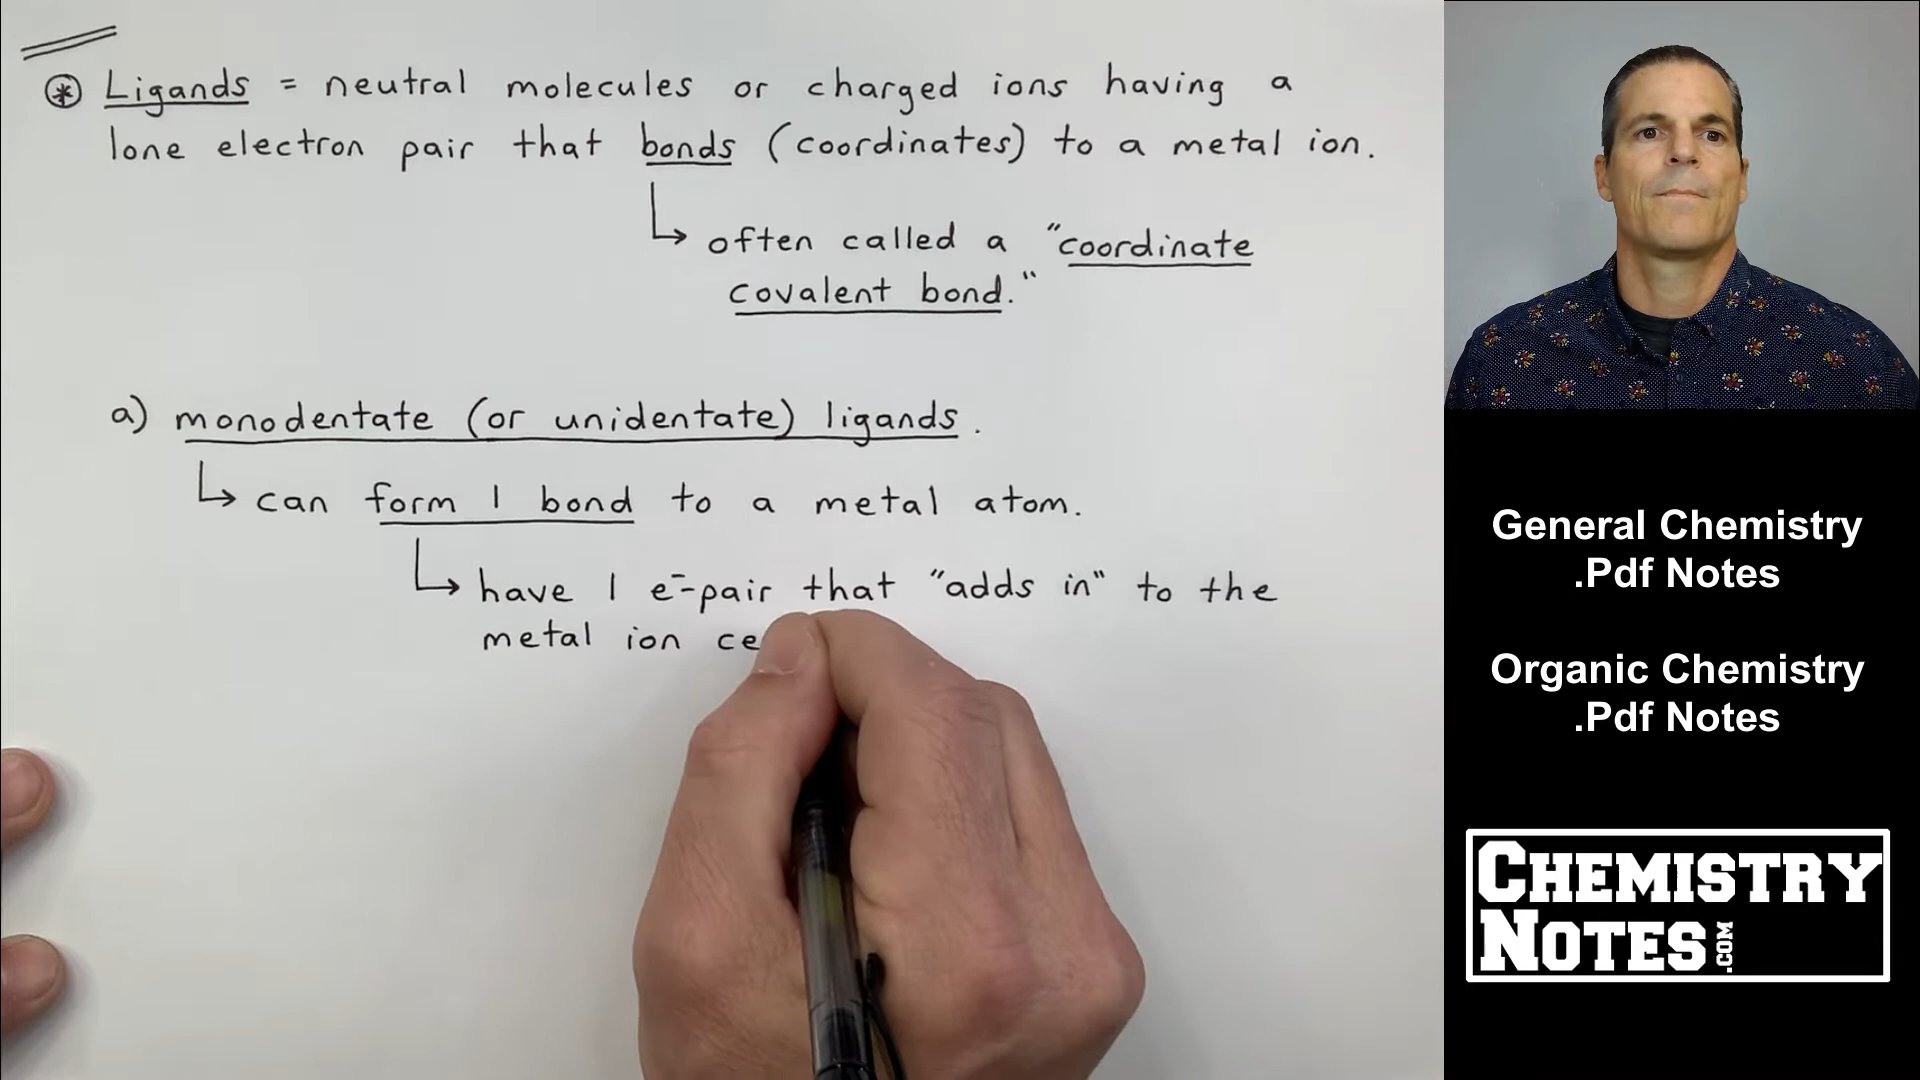 ⊛ Ligands = neutral molecules or charged ions having a
lone electron pair that bonds (coordinates) to a metal ion.
↳ often called a "coordinate
covalent bond."
a) monodentate (or unidentate) ligands.
↳ can form 1 bond to a metal atom.
↳ have 1 e⁻-pair that "adds in" to the
metal ion ce
General Chemistry
.Pdf Notes
Organic Chemistry
.Pdf Notes
CHEMISTRY
NOTES.COM